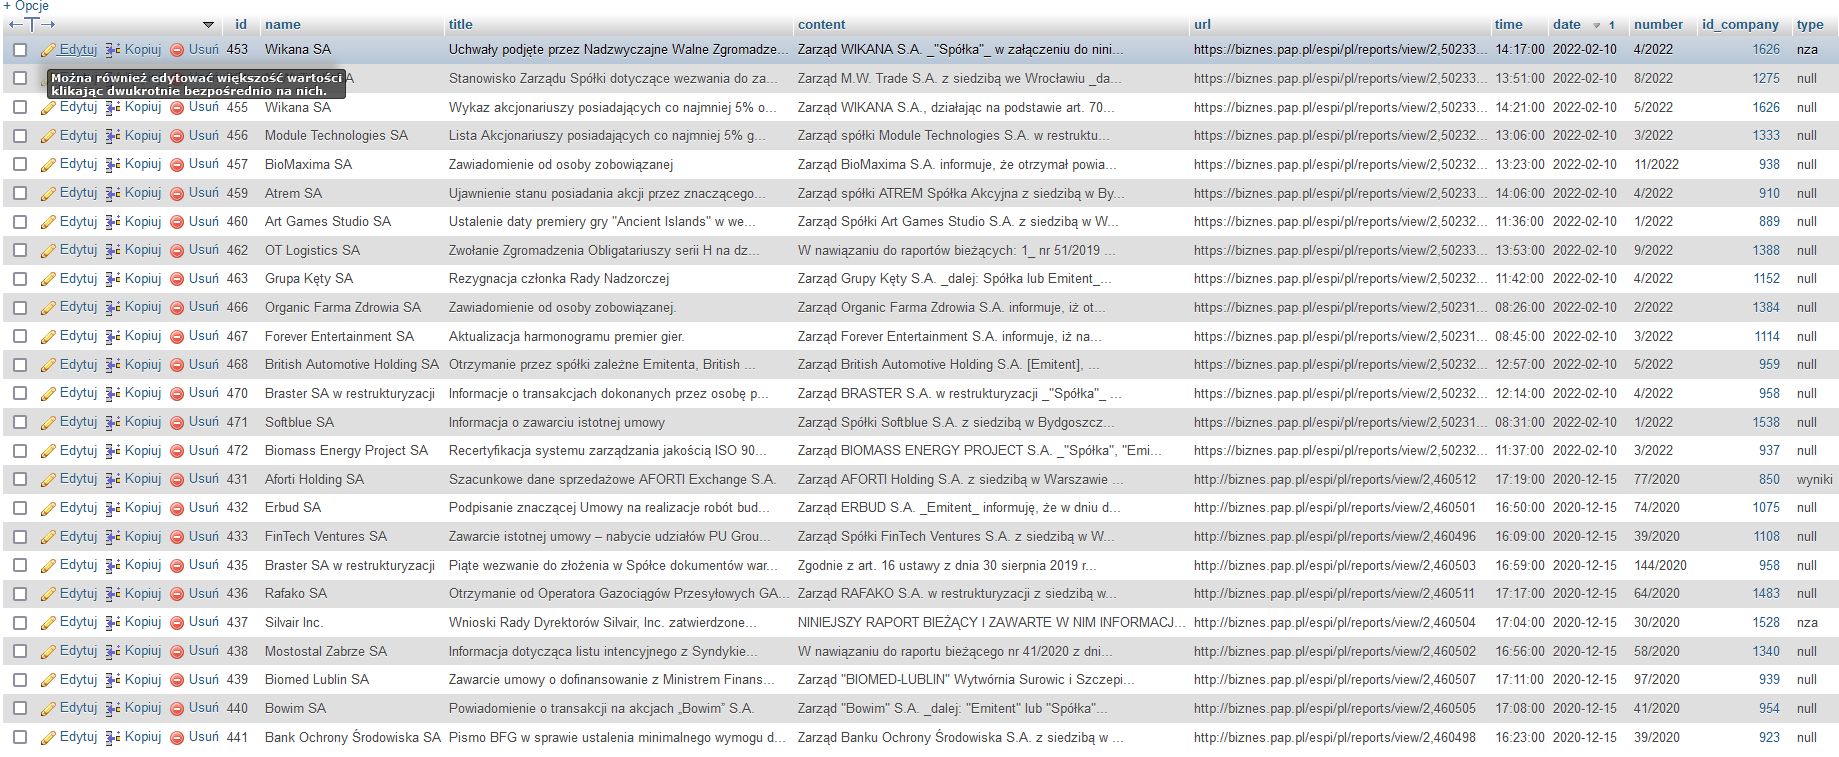 + Opcje
←T→ id name title content url time date 1 number id_company type
Edytuj Kopiuj Usuń 453 Wikana SA Uchwały podjęte przez Nadzwyczajne Walne Zgromadze... Zarząd WIKANA S.A. _"Spółka"_ w załączeniu do nini... https://biznes.pap.pl/espi/pl/reports/view/2,50233... 14:17:00 2022-02-10 4/2022 1626 nza
Można również edytować większość wartości
klikając dwukrotnie bezpośrednio na nich.
Stanowisko Zarządu Spółki dotyczące wezwania do za... Zarząd M.W. Trade S.A. z siedzibą we Wrocławiu _da... https://biznes.pap.pl/espi/pl/reports/view/2,50233... 13:51:00 2022-02-10 8/2022 1275 null
Edytuj Kopiuj Usuń 455 Wikana SA Wykaz akcjonariuszy posiadających co najmniej 5% o... Zarząd WIKANA S.A., działając na podstawie art. 70... https://biznes.pap.pl/espi/pl/reports/view/2,50233... 14:21:00 2022-02-10 5/2022 1626 null
Edytuj Kopiuj Usuń 456 Module Technologies SA Lista Akcjonariuszy posiadających co najmniej 5% g... Zarząd spółki Module Technologies S.A. w restruktu... https://biznes.pap.pl/espi/pl/reports/view/2,50232... 13:06:00 2022-02-10 3/2022 1333 null
Edytuj Kopiuj Usuń 457 BioMaxima SA Zawiadomienie od osoby zobowiązanej Zarząd BioMaxima S.A. informuje, że otrzymał powia... https://biznes.pap.pl/espi/pl/reports/view/2,50232... 13:23:00 2022-02-10 11/2022 938 null
Edytuj Kopiuj Usuń 459 Atrem SA Ujawnienie stanu posiadania akcji przez znaczącego... Zarząd spółki ATREM Spółka Akcyjna z siedzibą w By... https://biznes.pap.pl/espi/pl/reports/view/2,50233... 14:06:00 2022-02-10 4/2022 910 null
Edytuj Kopiuj Usuń 460 Art Games Studio SA Ustalenie daty premiery gry "Ancient Islands" w we... Zarząd Spółki Art Games Studio S.A. z siedzibą w W... https://biznes.pap.pl/espi/pl/reports/view/2,50232... 11:36:00 2022-02-10 1/2022 889 null
Edytuj Kopiuj Usuń 462 OT Logistics SA Zwołanie Zgromadzenia Obligatariuszy serii H na dz... W nawiązaniu do raportów bieżących: 1_ nr 51/2019 ... https://biznes.pap.pl/espi/pl/reports/view/2,50233... 13:53:00 2022-02-10 9/2022 1388 null
Edytuj Kopiuj Usuń 463 Grupa Kęty SA Rezygnacja członka Rady Nadzorczej Zarząd Grupy Kęty S.A. _dalej: Spółka lub Emitent_... https://biznes.pap.pl/espi/pl/reports/view/2,50232... 11:42:00 2022-02-10 4/2022 1152 null
Edytuj Kopiuj Usuń 466 Organic Farma Zdrowia SA Zawiadomienie od osoby zobowiązanej. Zarząd Organic Farma Zdrowia S.A. informuje, iż ot... https://biznes.pap.pl/espi/pl/reports/view/2,50231... 08:26:00 2022-02-10 2/2022 1384 null
Edytuj Kopiuj Usuń 467 Forever Entertainment SA Aktualizacja harmonogramu premier gier. Zarząd Forever Entertainment S.A. informuje, iż na... https://biznes.pap.pl/espi/pl/reports/view/2,50231... 08:45:00 2022-02-10 3/2022 1114 null
Edytuj Kopiuj Usuń 468 British Automotive Holding SA Otrzymanie przez spółki zależne Emitenta, British ... Zarząd British Automotive Holding S.A. [Emitent], ... https://biznes.pap.pl/espi/pl/reports/view/2,50232... 12:57:00 2022-02-10 5/2022 959 null
Edytuj Kopiuj Usuń 470 Braster SA w restrukturyzacji Informacje o transakcjach dokonanych przez osobę p... Zarząd BRASTER S.A. w restrukturyzacji _"Spółka"_ ... https://biznes.pap.pl/espi/pl/reports/view/2,50232... 12:14:00 2022-02-10 4/2022 958 null
Edytuj Kopiuj Usuń 471 Softblue SA Informacja o zawarciu istotnej umowy Zarząd Spółki Softblue S.A. z siedzibą w Bydgoszcz... https://biznes.pap.pl/espi/pl/reports/view/2,50231... 08:31:00 2022-02-10 1/2022 1538 null
Edytuj Kopiuj Usuń 472 Biomass Energy Project SA Recertyfikacja systemu zarządzania jakością ISO 90... Zarząd BIOMASS ENERGY PROJECT S.A. _"Spółka", "Emi... https://biznes.pap.pl/espi/pl/reports/view/2,50232... 11:37:00 2022-02-10 3/2022 937 null
Edytuj Kopiuj Usuń 431 Aforti Holding SA Szacunkowe dane sprzedażowe AFORTI Exchange S.A. Zarząd AFORTI Holding S.A. z siedzibą w Warszawie ... http://biznes.pap.pl/espi/pl/reports/view/2,460512 17:19:00 2020-12-15 77/2020 850 wyniki
Edytuj Kopiuj Usuń 432 Erbud SA Podpisanie znaczącej Umowy na realizacje robót bud... Zarząd ERBUD S.A. _Emitent_ informuję, że w dniu d... http://biznes.pap.pl/espi/pl/reports/view/2,460501 16:50:00 2020-12-15 74/2020 1075 null
Edytuj Kopiuj Usuń 433 FinTech Ventures SA Zawarcie istotnej umowy – nabycie udziałów PU Grou... Zarząd Spółki FinTech Ventures S.A. z siedzibą w W... http://biznes.pap.pl/espi/pl/reports/view/2,460496 16:09:00 2020-12-15 39/2020 1108 null
Edytuj Kopiuj Usuń 435 Braster SA w restrukturyzacji Piąte wezwanie do złożenia w Spółce dokumentów war... Zgodnie z art. 16 ustawy z dnia 30 sierpnia 2019 r... http://biznes.pap.pl/espi/pl/reports/view/2,460503 16:59:00 2020-12-15 144/2020 958 null
Edytuj Kopiuj Usuń 436 Rafako SA Otrzymanie od Operatora Gazociągów Przesyłowych GA... Zarząd RAFAKO S.A. w restrukturyzacji z siedzibą w... http://biznes.pap.pl/espi/pl/reports/view/2,460511 17:17:00 2020-12-15 64/2020 1483 null
Edytuj Kopiuj Usuń 437 Silvair Inc. Wnioski Rady Dyrektorów Silvair, Inc. zatwierdzone... NINIEJSZY RAPORT BIEŻĄCY I ZAWARTE W NIM INFORMACJ... http://biznes.pap.pl/espi/pl/reports/view/2,460504 17:04:00 2020-12-15 30/2020 1528 nza
Edytuj Kopiuj Usuń 438 Mostostal Zabrze SA Informacja dotycząca listu intencyjnego z Syndykie... W nawiązaniu do raportu bieżącego nr 41/2020 z dni... http://biznes.pap.pl/espi/pl/reports/view/2,460502 16:56:00 2020-12-15 58/2020 1340 null
Edytuj Kopiuj Usuń 439 Biomed Lublin SA Zawarcie umowy o dofinansowanie z Ministrem Finans... Zarząd "BIOMED-LUBLIN" Wytwórnia Surowic i Szczepi... http://biznes.pap.pl/espi/pl/reports/view/2,460507 17:11:00 2020-12-15 97/2020 939 null
Edytuj Kopiuj Usuń 440 Bowim SA Powiadomienie o transakcji na akcjach „Bowim” S.A. Zarząd "Bowim" S.A. _dalej: "Emitent" lub "Spółka"... http://biznes.pap.pl/espi/pl/reports/view/2,460505 17:08:00 2020-12-15 41/2020 954 null
Edytuj Kopiuj Usuń 441 Bank Ochrony Środowiska SA Pismo BFG w sprawie ustalenia minimalnego wymogu d... Zarząd Banku Ochrony Środowiska S.A. z siedzibą w ... http://biznes.pap.pl/espi/pl/reports/view/2,460498 16:23:00 2020-12-15 39/2020 923 null